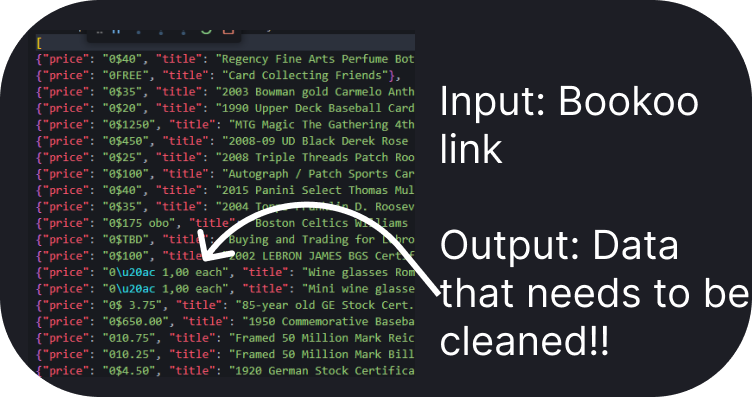 [
{"price": "0$40", "title": "Regency Fine Arts Perfume Bot
{"price": "0FREE", "title": "Card Collecting Friends"},
{"price": "0$35", "title": "2003 Bowman gold Carmelo Anth
{"price": "0$20", "title": "1990 Upper Deck Baseball Card
{"price": "0$1250", "title": "MTG Magic The Gathering 4th
{"price": "0$450", "title": "2008-09 UD Black Derek Rose
{"price": "0$25", "title": "2008 Triple Threads Patch Roo
{"price": "0$100", "title": "Autograph / Patch Sports Car
{"price": "0$40", "title": "2015 Panini Select Thomas Mul
{"price": "0$35", "title": "2004 Topps Franklin D. Roosev
{"price": "0$175 obo", "title": "Boston Celtics Williams
{"price": "0$TBD", "title": "Buying and Trading for Lebro
{"price": "0$100", "title": "2002 LEBRON JAMES BGS Certif
{"price": "0\u20ac 1,00 each", "title": "Wine glasses Rom
{"price": "0\u20ac 1,00 each", "title": "Mini wine glasse
{"price": "0$ 3.75", "title": "85-year old GE Stock Cert.
{"price": "0$650.00", "title": "1950 Commemorative Baseba
{"price": "010.75", "title": "Framed 50 Million Mark Reic
{"price": "010.25", "title": "Framed 50 Million Mark Bill
{"price": "0$4.50", "title": "1920 German Stock Certifica
Input: Bookoo
link
Output: Data
that needs to be
cleaned!!